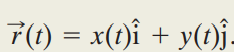 r⃗(t) = x(t)î + y(t)ĵ.